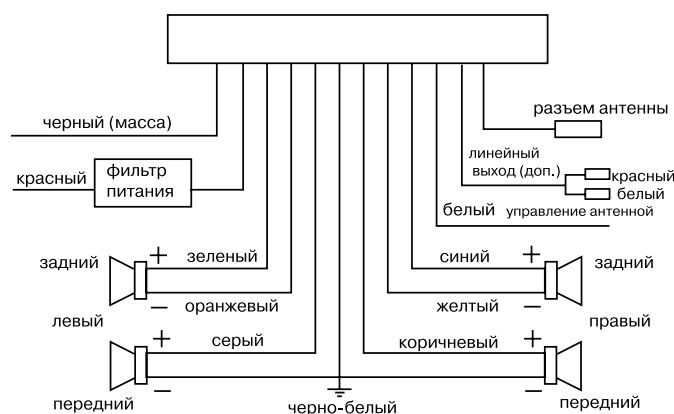 черный (масса)
разъем антенны
красный
фильтр
питания
линейный
выход (доп.)
красный
белый
белый управление антенной
задний
+ зеленый
синий +
задний
левый
− оранжевый
желтый −
правый
+ серый
коричневый +
передний
−
черно-белый
−
передний